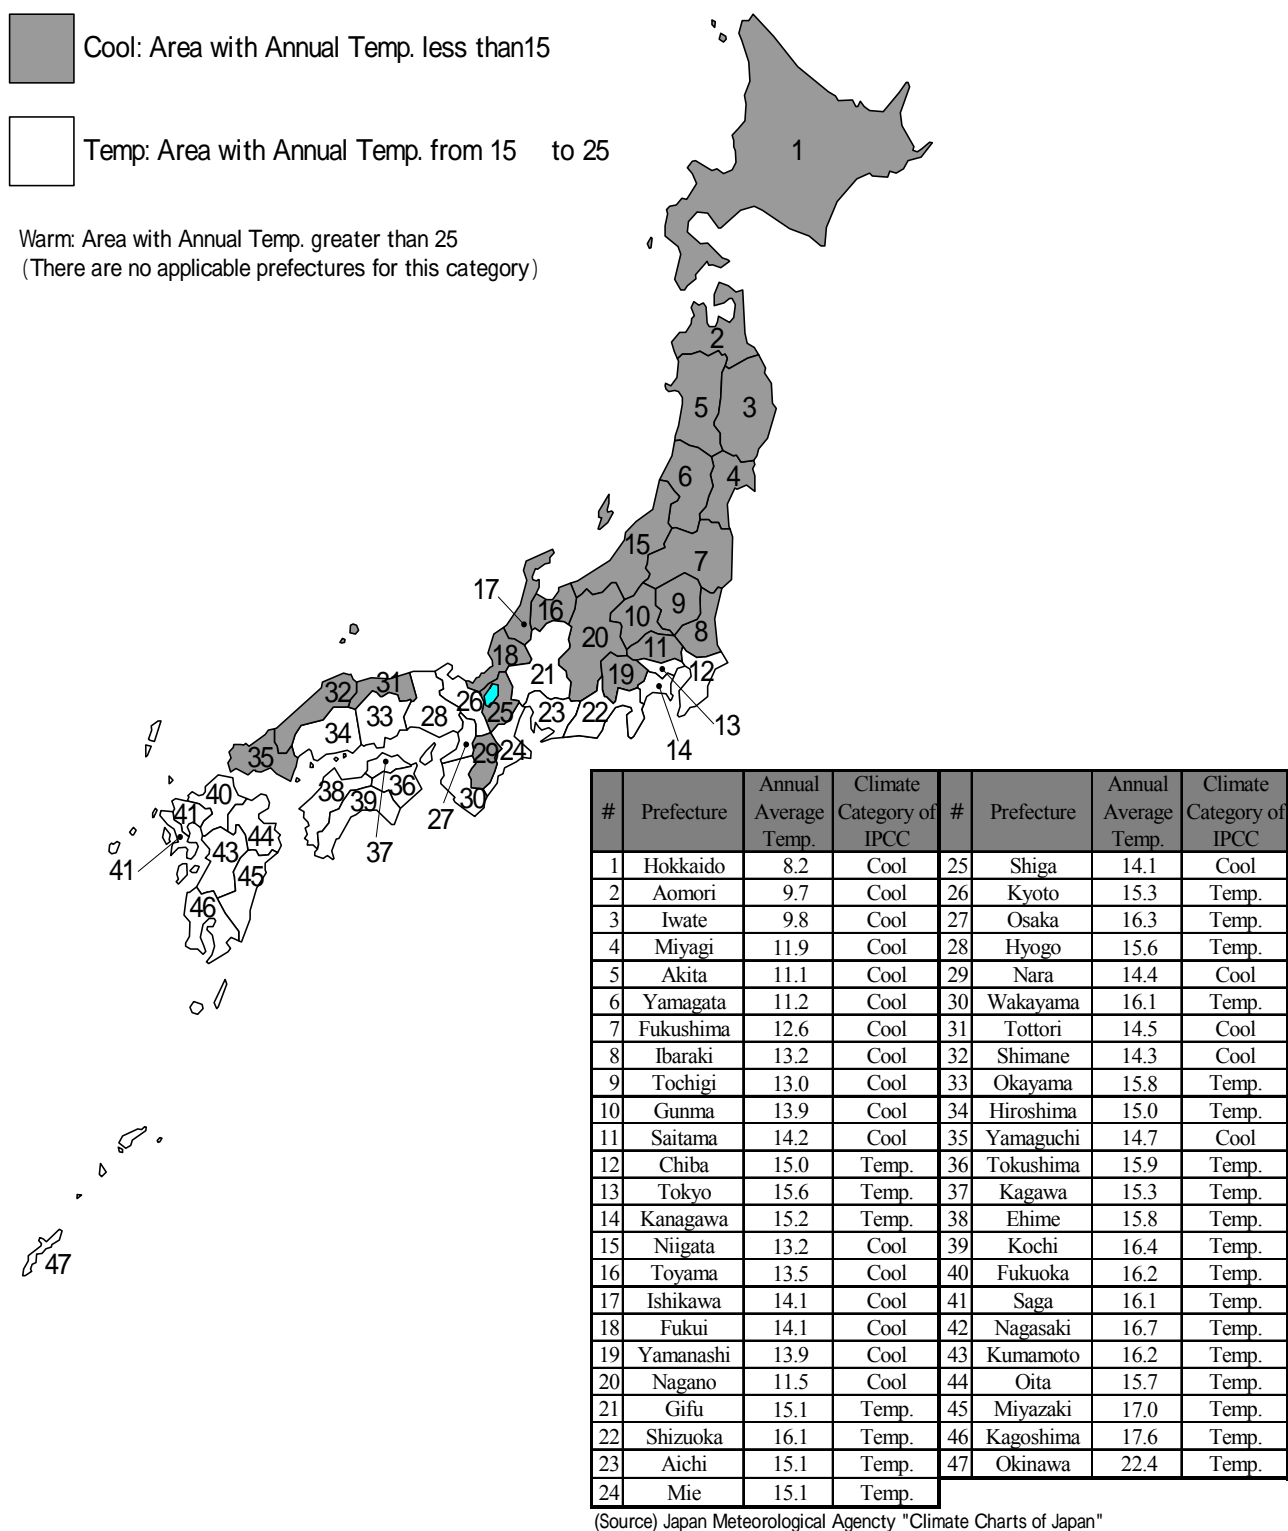 Cool: Area with Annual Temp. less than15
Temp: Area with Annual Temp. from 15 to 25
Warm: Area with Annual Temp. greater than 25
(There are no applicable prefectures for this category)
1
2
5 3
6 4
15
7
17
16 10 9
20 8
18 11
21 19 12
32 31
26
33 28 25 23 22 13
34
35 29 24 14
40 38 36
39 30
41 27
44
43 37
41
45
46
47
# Prefecture Annual Average Temp. Climate Category of IPCC # Prefecture Annual Average Temp. Climate Category of IPCC
1 Hokkaido 8.2 Cool 25 Shiga 14.1 Cool
2 Aomori 9.7 Cool 26 Kyoto 15.3 Temp.
3 Iwate 9.8 Cool 27 Osaka 16.3 Temp.
4 Miyagi 11.9 Cool 28 Hyogo 15.6 Temp.
5 Akita 11.1 Cool 29 Nara 14.4 Cool
6 Yamagata 11.2 Cool 30 Wakayama 16.1 Temp.
7 Fukushima 12.6 Cool 31 Tottori 14.5 Cool
8 Ibaraki 13.2 Cool 32 Shimane 14.3 Cool
9 Tochigi 13.0 Cool 33 Okayama 15.8 Temp.
10 Gunma 13.9 Cool 34 Hiroshima 15.0 Temp.
11 Saitama 14.2 Cool 35 Yamaguchi 14.7 Cool
12 Chiba 15.0 Temp. 36 Tokushima 15.9 Temp.
13 Tokyo 15.6 Temp. 37 Kagawa 15.3 Temp.
14 Kanagawa 15.2 Temp. 38 Ehime 15.8 Temp.
15 Niigata 13.2 Cool 39 Kochi 16.4 Temp.
16 Toyama 13.5 Cool 40 Fukuoka 16.2 Temp.
17 Ishikawa 14.1 Cool 41 Saga 16.1 Temp.
18 Fukui 14.1 Cool 42 Nagasaki 16.7 Temp.
19 Yamanashi 13.9 Cool 43 Kumamoto 16.2 Temp.
20 Nagano 11.5 Cool 44 Oita 15.7 Temp.
21 Gifu 15.1 Temp. 45 Miyazaki 17.0 Temp.
22 Shizuoka 16.1 Temp. 46 Kagoshima 17.6 Temp.
23 Aichi 15.1 Temp. 47 Okinawa 22.4 Temp.
24 Mie 15.1 Temp.
(Source) Japan Meteorological Agencty "Climate Charts of Japan"